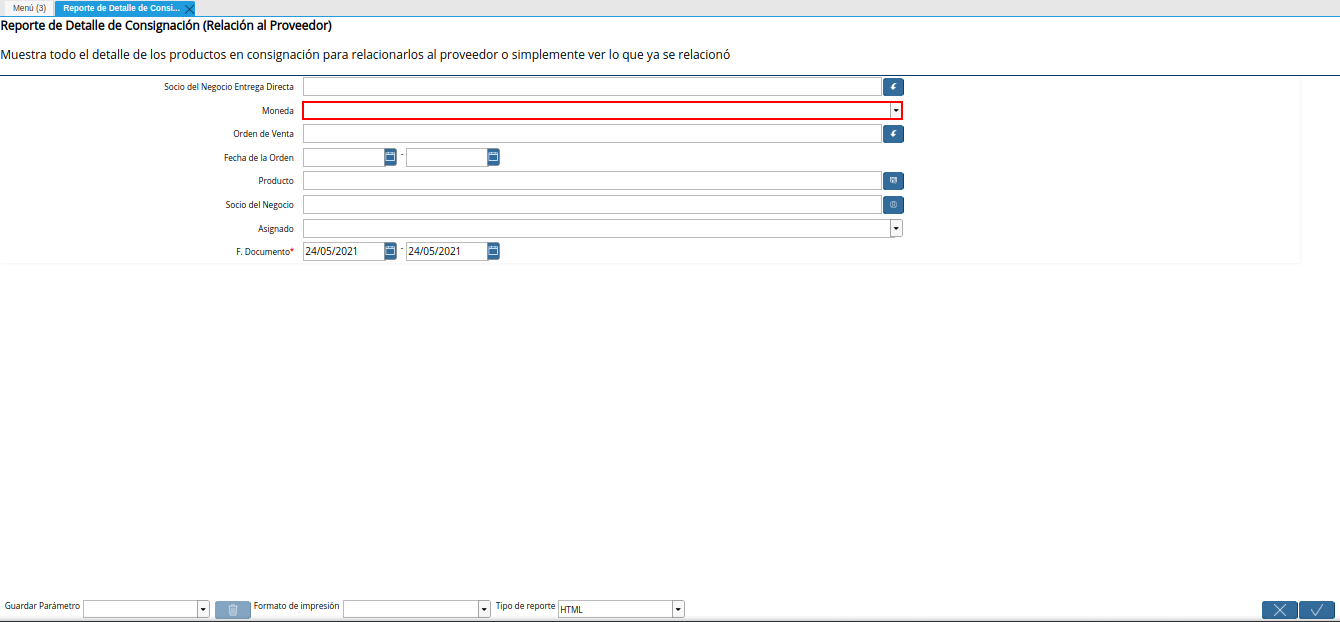 Menú (3) Reporte de Detalle de Consi...
Reporte de Detalle de Consignación (Relación al Proveedor)
Muestra todo el detalle de los productos en consignación para relacionarlos al proveedor o simplemente ver lo que ya se relacionó
Socio del Negocio Entrega Directa
Moneda
Orden de Venta
Fecha de la Orden -
Producto
Socio del Negocio
Asignado
F. Documento* 24/05/2021 - 24/05/2021
Guardar Parámetro Formato de impresión Tipo de reporte HTML